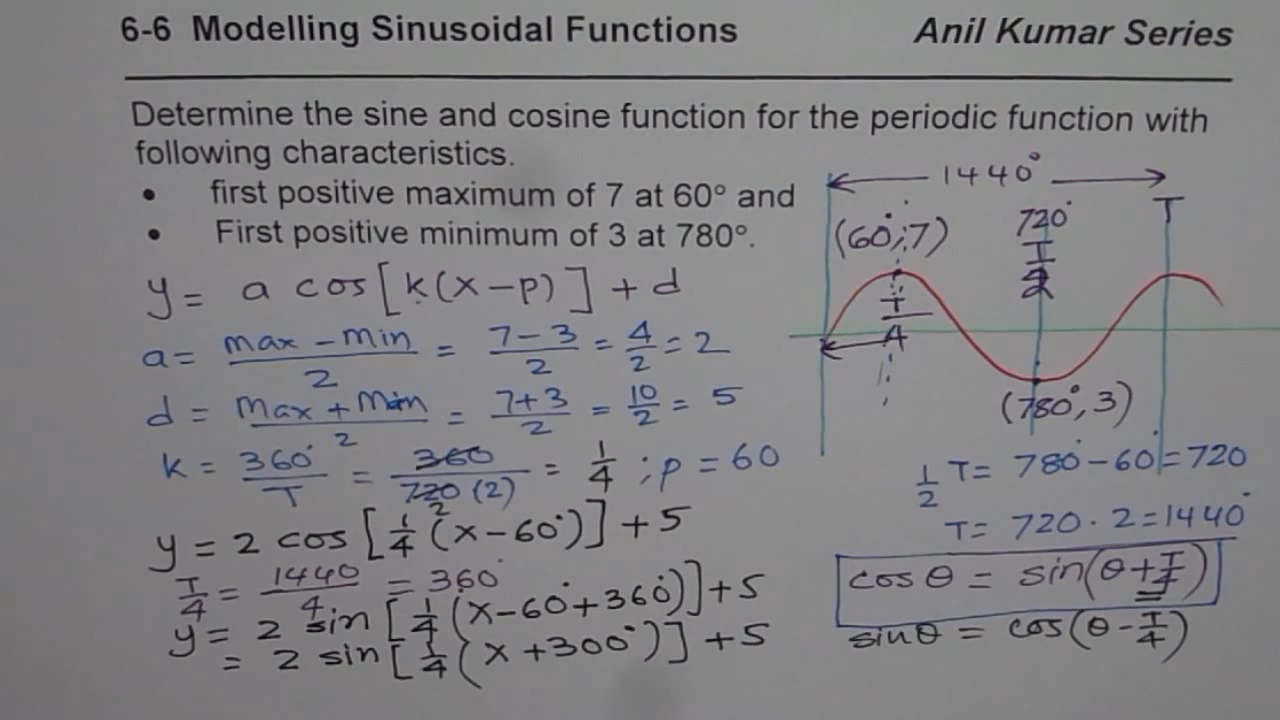 6-6 Modelling Sinusoidal Functions Anil Kumar Series
Determine the sine and cosine function for the periodic function with
following characteristics.
• first positive maximum of 7 at 60° and
• First positive minimum of 3 at 780°.
y = a cos[k(x-p)] + d
a = max - min / 2 = 7-3 / 2 = 4/2 = 2
d = max + min / 2 = 7+3 / 2 = 10/2 = 5
k = 360° / T = 360 / 720(2) = 1/4 ; p = 60
2
y = 2 cos[1/4(x-60°)] + 5
T/4 = 1440/4 = 360°
y = 2 sin[1/4(x-60°+360°)] + 5
= 2 sin[1/4(x+300°)] + 5
1440°
(60°,7)
720°
T/2
T
T/4
(780°,3)
1/2 T = 780°-60° = 720
T = 720·2 = 1440°
cos θ = sin(θ+T/4)
sin θ = cos(θ-T/4)